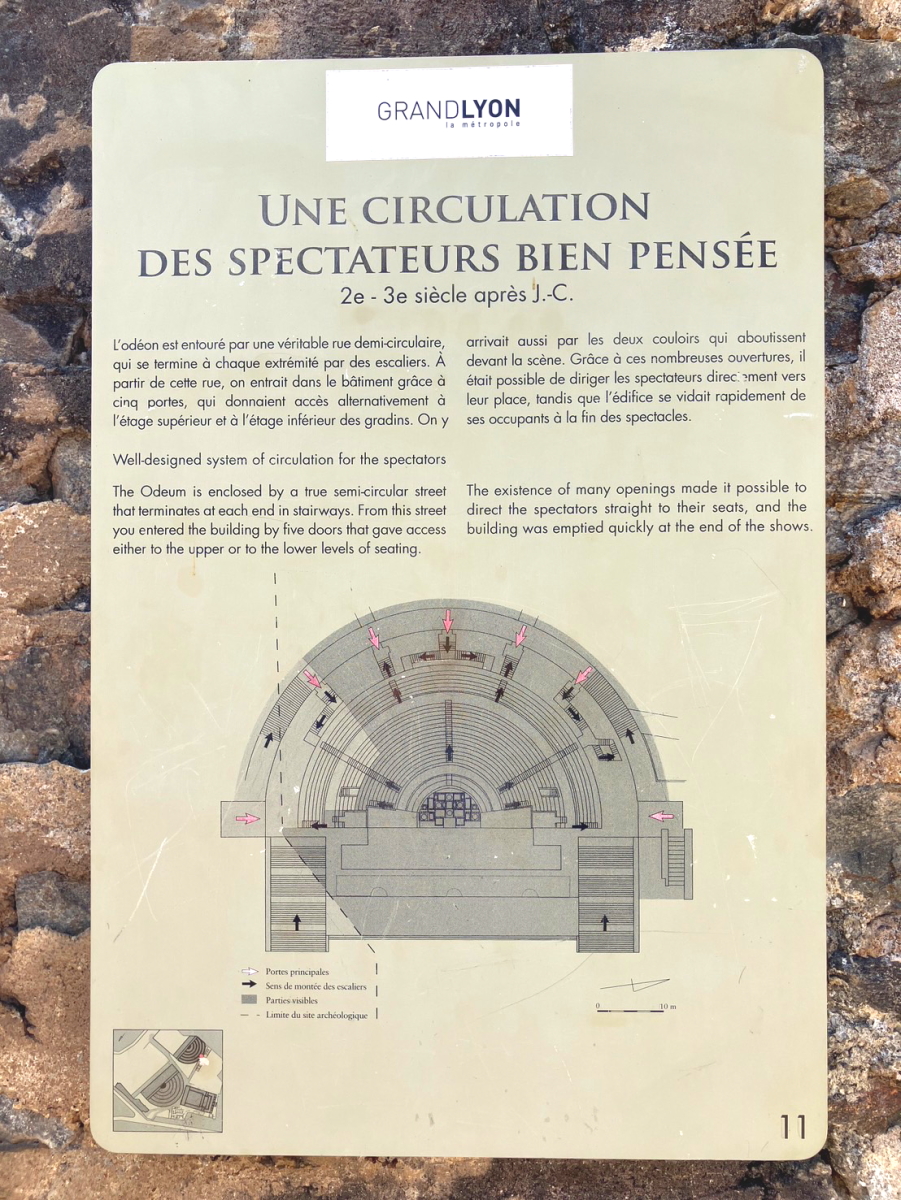 GRANDLYON
la métropole
UNE CIRCULATION
DES SPECTATEURS BIEN PENSÉE
2e - 3e siècle après J.-C.
L'odéon est entouré par une véritable rue demi-circulaire,
qui se termine à chaque extrémité par des escaliers. À
partir de cette rue, on entrait dans le bâtiment grâce à
cinq portes, qui donnaient accès alternativement à
l'étage supérieur et à l'étage inférieur des gradins. On y
arrivait aussi par les deux couloirs qui aboutissent
devant la scène. Grâce à ces nombreuses ouvertures, il
était possible de diriger les spectateurs directement vers
leur place, tandis que l'édifice se vidait rapidement de
ses occupants à la fin des spectacles.
Well-designed system of circulation for the spectators
The Odeum is enclosed by a true semi-circular street
that terminates at each end in stairways. From this street
you entered the building by five doors that gave access
either to the upper or to the lower levels of seating.
The existence of many openings made it possible to
direct the spectators straight to their seats, and the
building was emptied quickly at the end of the shows.
Portes principales
Sens de montée des escaliers
Parties visibles
Limite du site archéologique
0 10 m
11